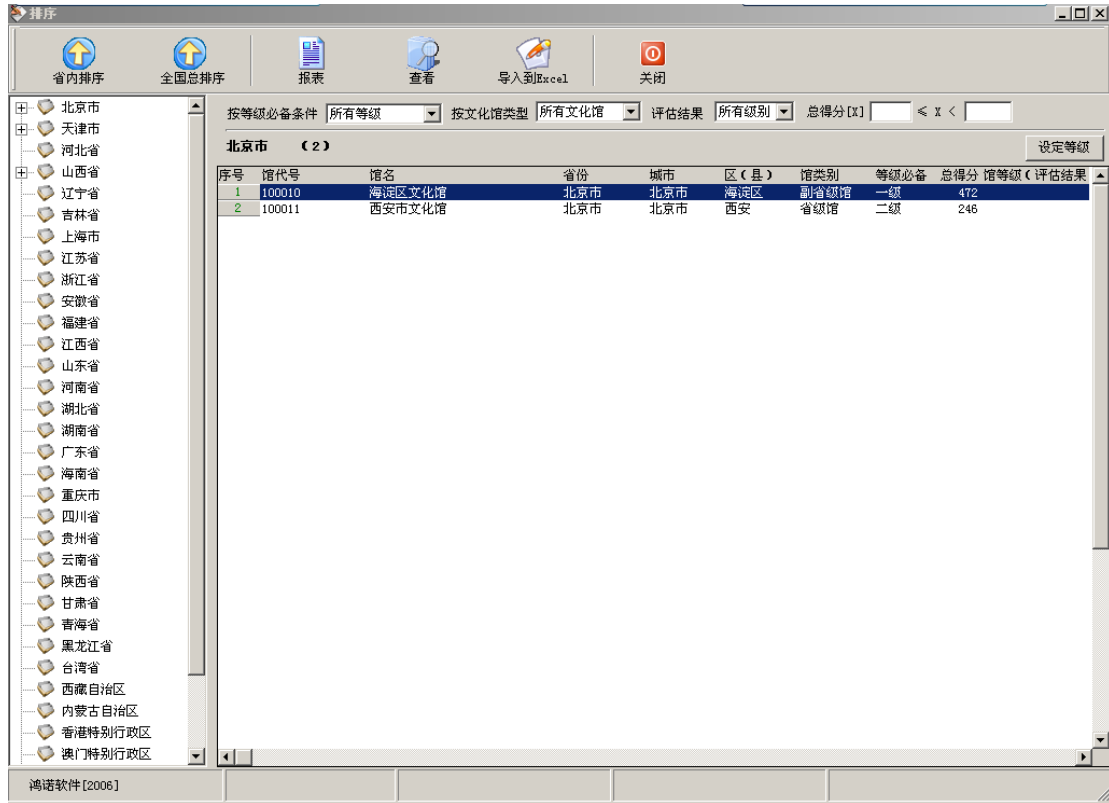 排序
省内排序 全国总排序 报表 查看 导入到Excel 关闭
按等级必备条件 所有等级 按文化馆类型 所有文化馆 评估结果 所有级别 总得分[X] ≤ X <
北京市 (2) 设定等级
序号 馆代号 馆名 省份 城市 区(县) 馆类别 等级必备 总得分 馆等级(评估结果
1 100010 海淀区文化馆 北京市 北京市 海淀区 副省级馆 一级 472
2 100011 西安市文化馆 北京市 北京市 西安 省级馆 二级 246
北京市
天津市
河北省
山西省
辽宁省
吉林省
上海市
江苏省
浙江省
安徽省
福建省
江西省
山东省
河南省
湖北省
湖南省
广东省
海南省
重庆市
四川省
贵州省
云南省
陕西省
甘肃省
青海省
黑龙江省
台湾省
西藏自治区
内蒙古自治区
香港特别行政区
澳门特别行政区
鸿诺软件[2006]